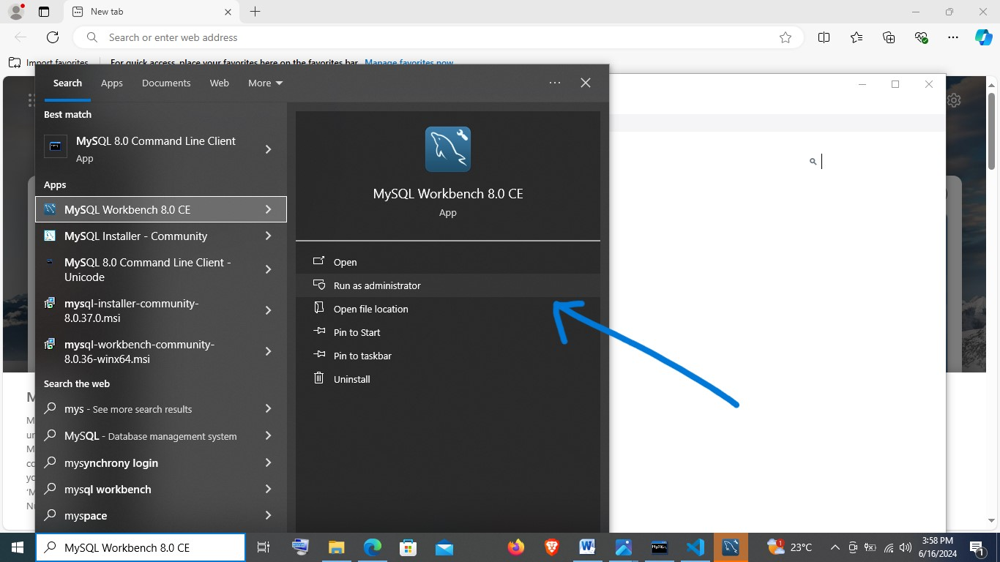 New tab
Search or enter web address
Import favorites
For quick access, place your favorites here on the favorites bar Manage favorites now
Search Apps Documents Web More
Best match
MySQL 8.0 Command Line Client
App
Apps
MySQL Workbench 8.0 CE
MySQL Installer - Community
MySQL 8.0 Command Line Client -
Unicode
mysql-installer-community-
8.0.37.0.msi
mysql-workbench-community-
8.0.36-winx64.msi
Search the web
mys - See more search results
MySQL - Database management system
mysynchrony login
mysql workbench
myspace
MySQL Workbench 8.0 CE
App
Open
Run as administrator
Open file location
Pin to Start
Pin to taskbar
Uninstall
MySQL Workbench 8.0 CE
1
23°C
3:58 PM
6/16/2024
1